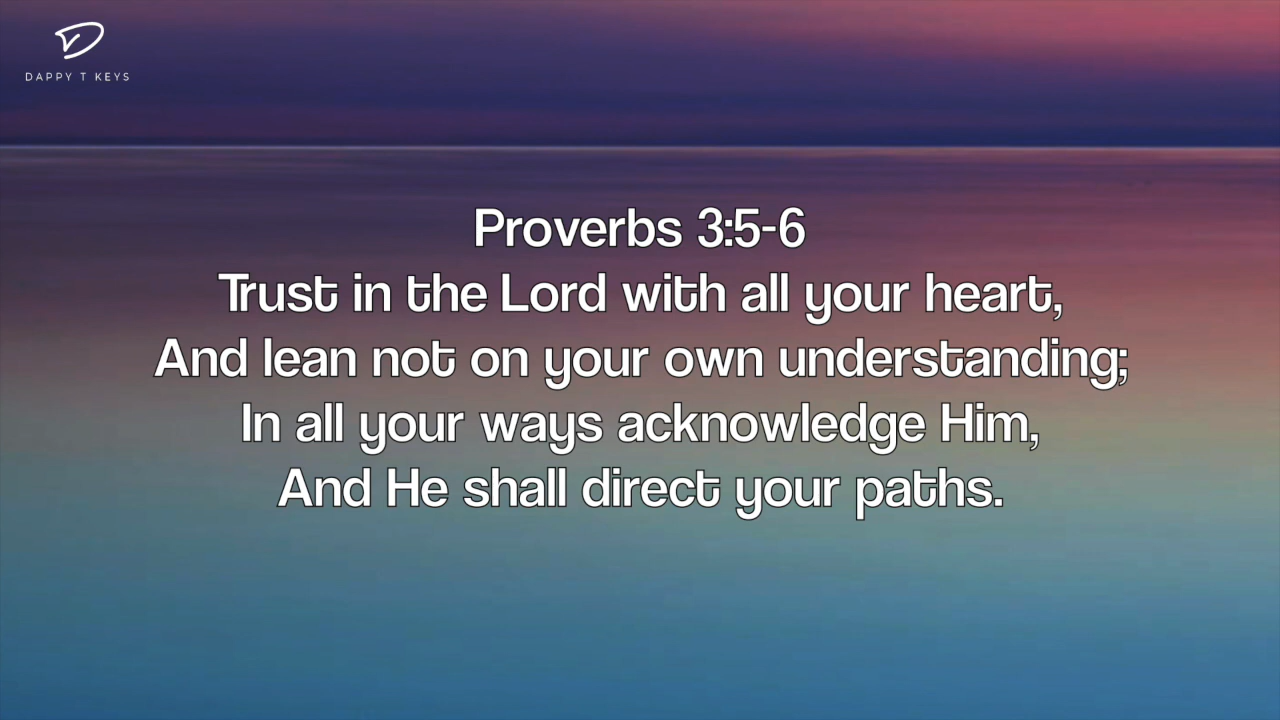 DAPPY T KEYS
Proverbs 3:5-6
Trust in the Lord with all your heart,
And lean not on your own understanding;
In all your ways acknowledge Him,
And He shall direct your paths.